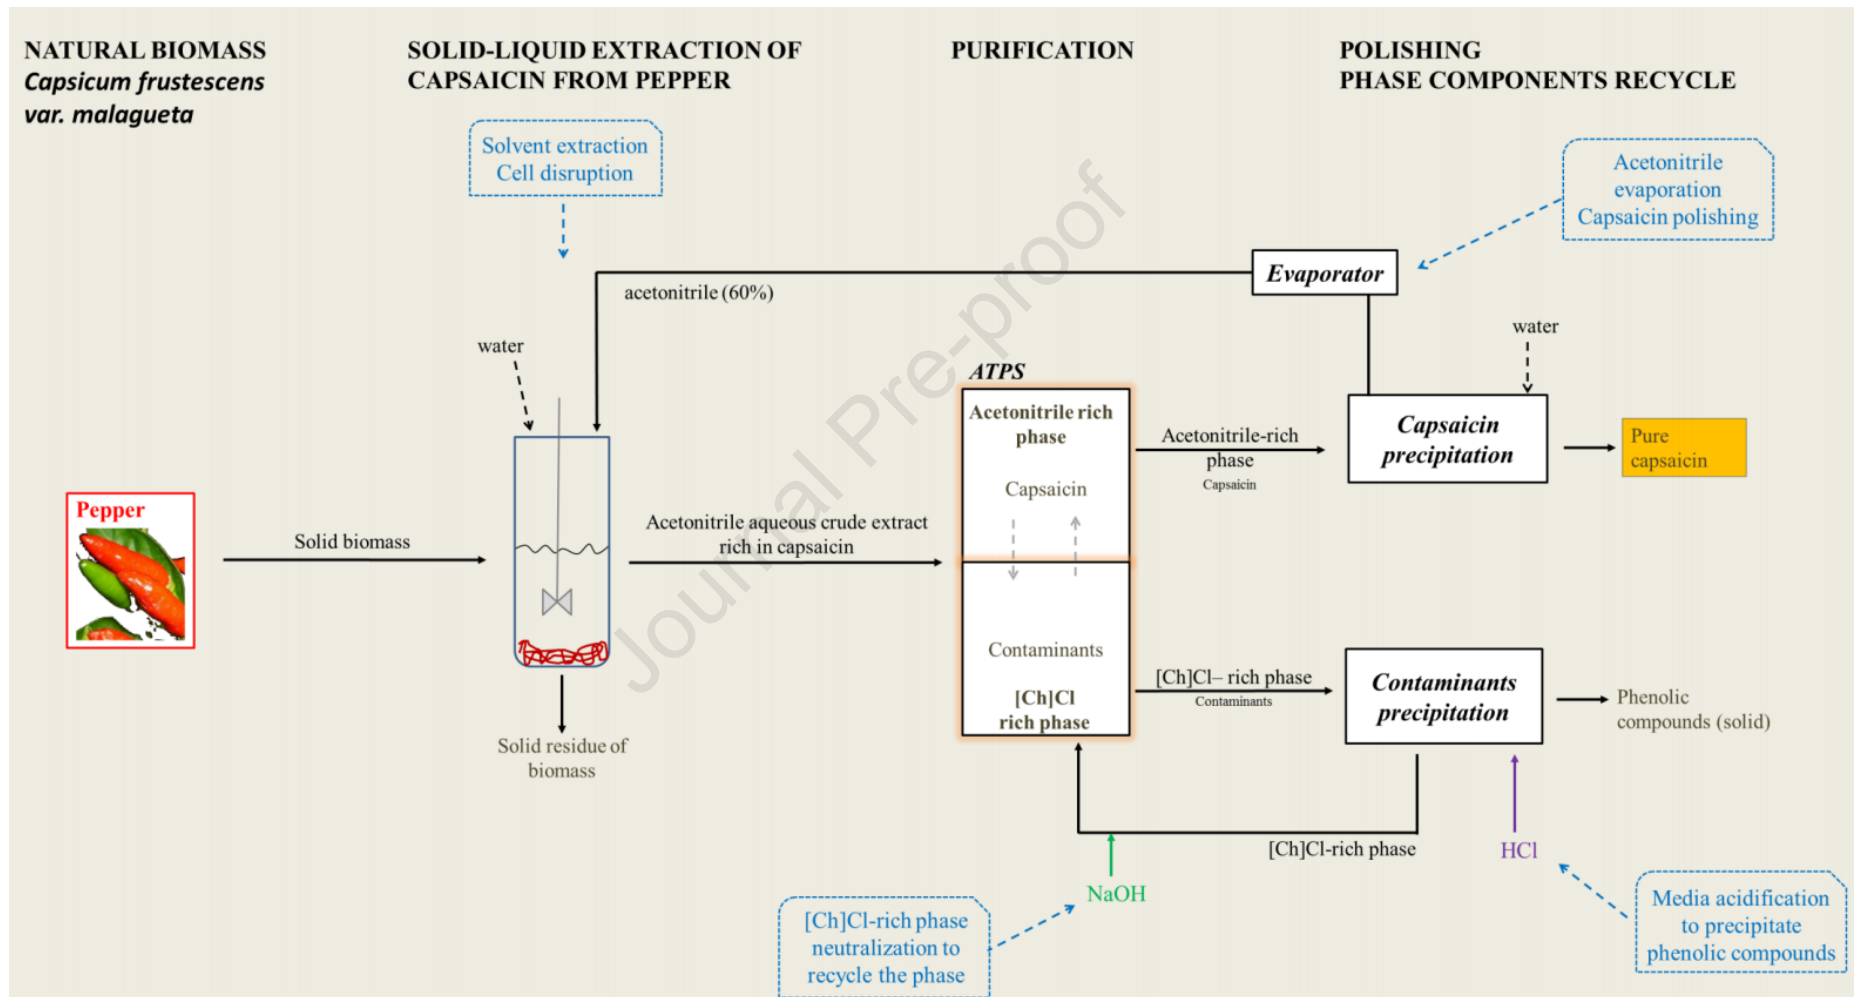 NATURAL BIOMASS
Capsicum frustescens
var. malagueta
SOLID-LIQUID EXTRACTION OF
CAPSAICIN FROM PEPPER
PURIFICATION
POLISHING
PHASE COMPONENTS RECYCLE
Solvent extraction
Cell disruption
Acetonitrile
evaporation
Capsaicin polishing
Evaporator
acetonitrile (60%)
water
water
ATPS
Acetonitrile rich
phase
Capsaicin
Acetonitrile-rich
phase
Capsaicin
Capsaicin
precipitation
Pure
capsaicin
Pepper
Solid biomass
Acetonitrile aqueous crude extract
rich in capsaicin
Contaminants
[Ch]Cl
rich phase
[Ch]Cl– rich phase
Contaminants
Contaminants
precipitation
Phenolic
compounds (solid)
Solid residue of
biomass
[Ch]Cl-rich phase
HCl
NaOH
[Ch]Cl-rich phase
neutralization to
recycle the phase
Media acidification
to precipitate
phenolic compounds
Journal Pre-proof